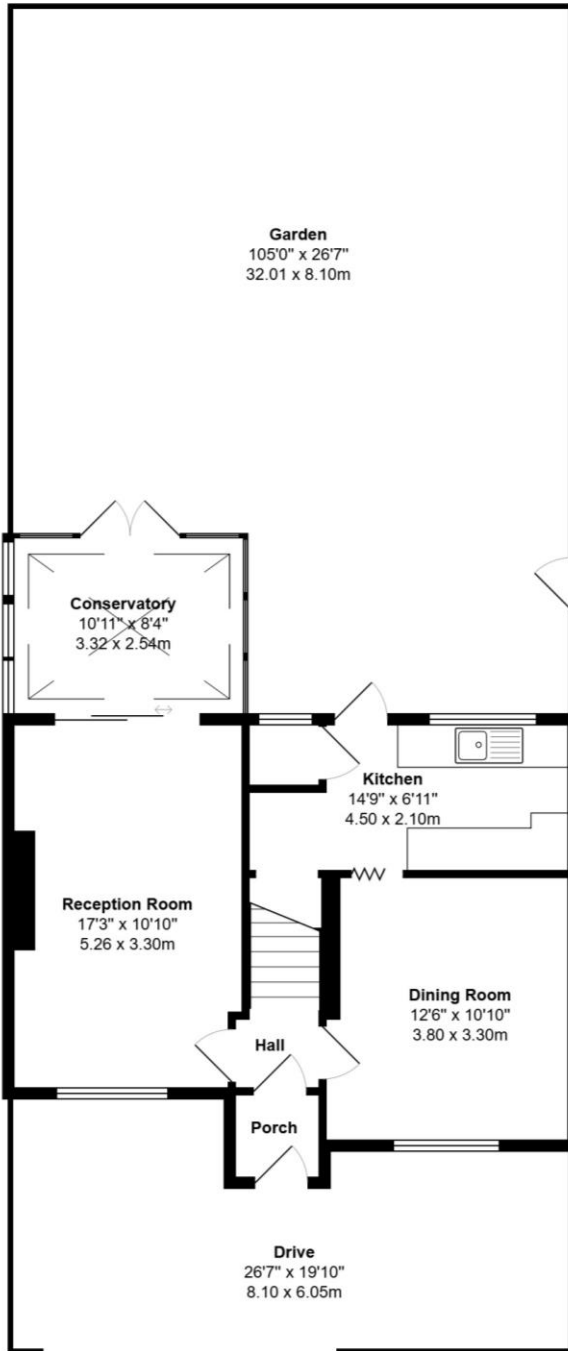 Garden
105'0" x 26'7"
32.01 x 8.10m
Conservatory
10'11" x 8'4"
3.32 x 2.54m
Kitchen
14'9" x 6'11"
4.50 x 2.10m
Reception Room
17'3" x 10'10"
5.26 x 3.30m
Dining Room
12'6" x 10'10"
3.80 x 3.30m
Hall
Porch
Drive
26'7" x 19'10"
8.10 x 6.05m